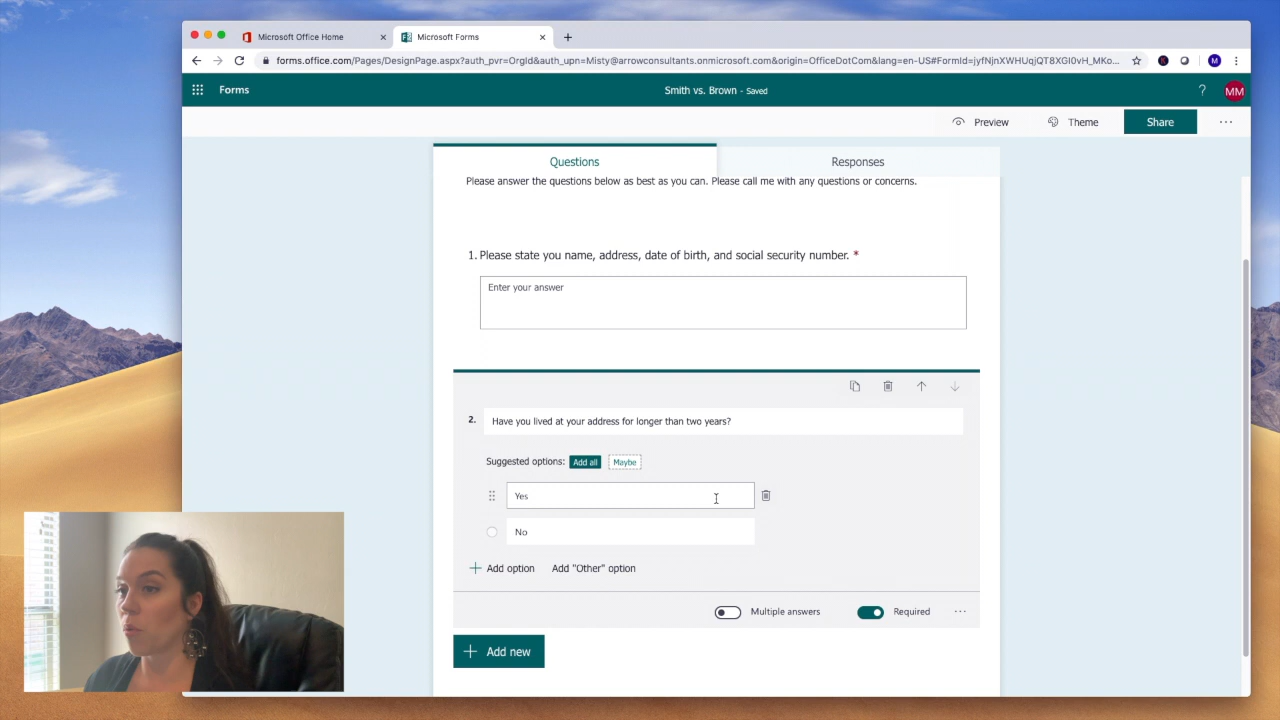 Microsoft Office Home
Microsoft Forms
forms.office.com/Pages/DesignPage.aspx?auth_pvr=OrgId&auth_upn=Misty@arrowconsultants.onmicrosoft.com&origin=OfficeDotCom&lang=en-US#FormId=jyfNjnXWHUqjQT8XGI0vH_MKo...
M
Forms
Smith vs. Brown - Saved
?
MM
Preview
Theme
Share
Questions
Responses
Please answer the questions below as best as you can. Please call me with any questions or concerns.
1. Please state you name, address, date of birth, and social security number. *
Enter your answer
2. Have you lived at your address for longer than two years?
Suggested options: Add all Maybe
Yes
No
+ Add option Add "Other" option
Multiple answers Required
+ Add new